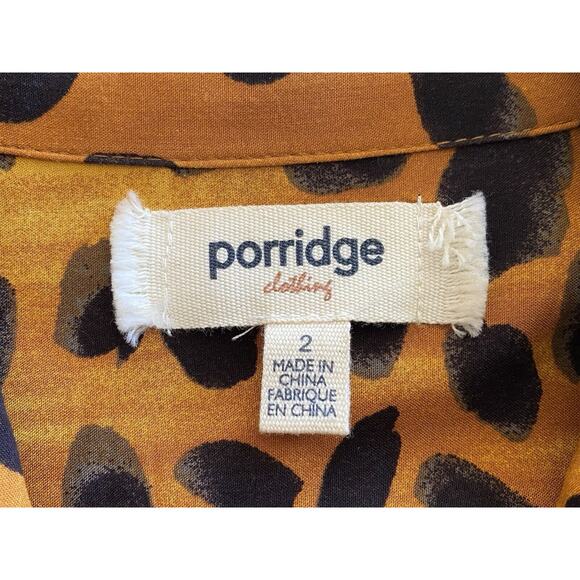 porridge
clothing
2
MADE IN
CHINA
FABRIQUE
EN CHINA